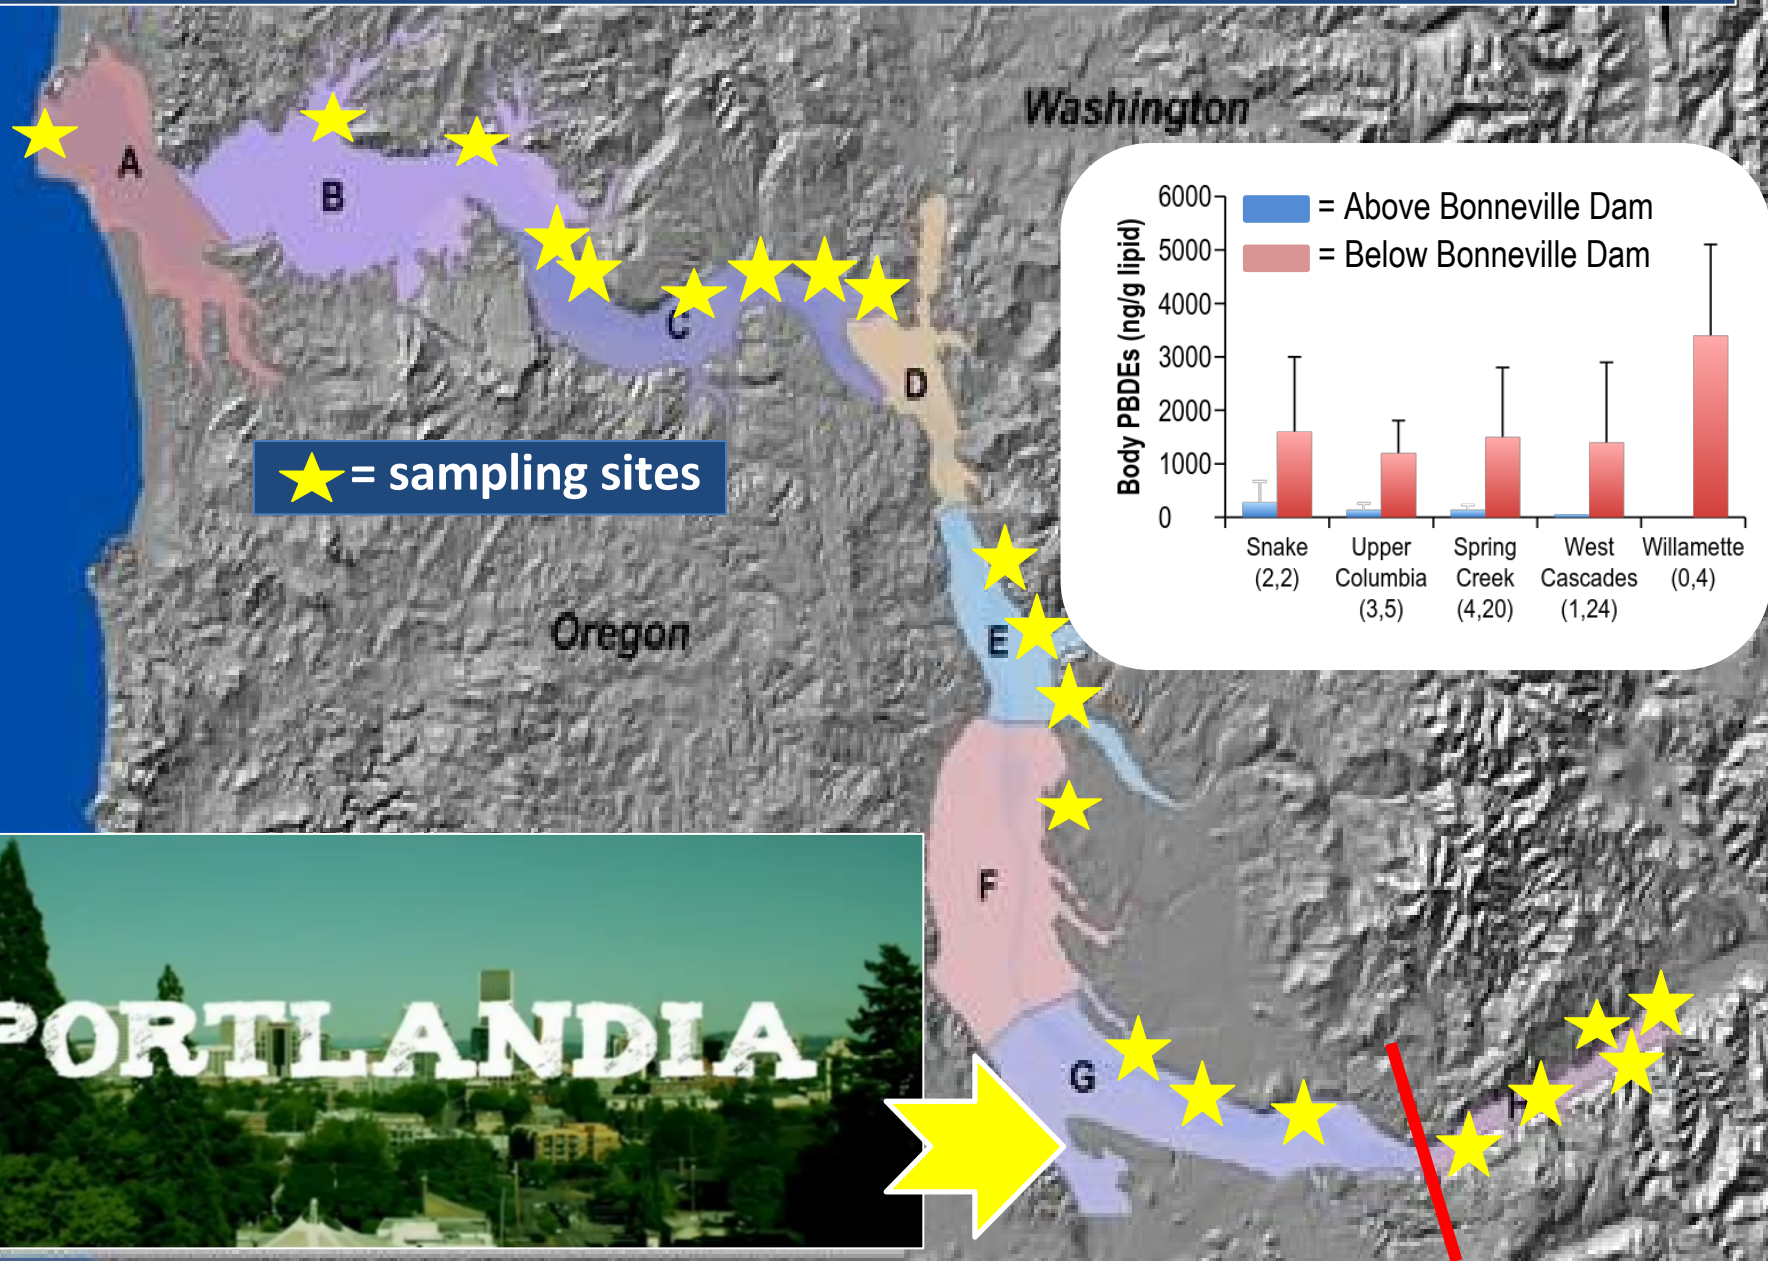 Washington
A
B
C
D
Oregon
= sampling sites
E
F
G
H
6000
5000
4000
3000
2000
1000
0
Body PBDEs (ng/g lipid)
= Above Bonneville Dam
= Below Bonneville Dam
Snake
(2,2)
Upper
Columbia
(3,5)
Spring
Creek
(4,20)
West
Cascades
(1,24)
Willamette
(0,4)
PORTLANDIA